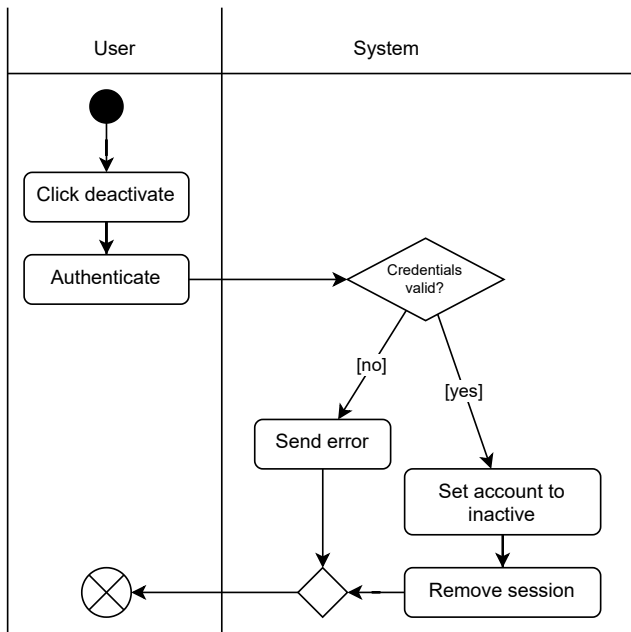 User
System
Click deactivate
Authenticate
Credentials
valid?
[no]
[yes]
Send error
Set account to
inactive
Remove session